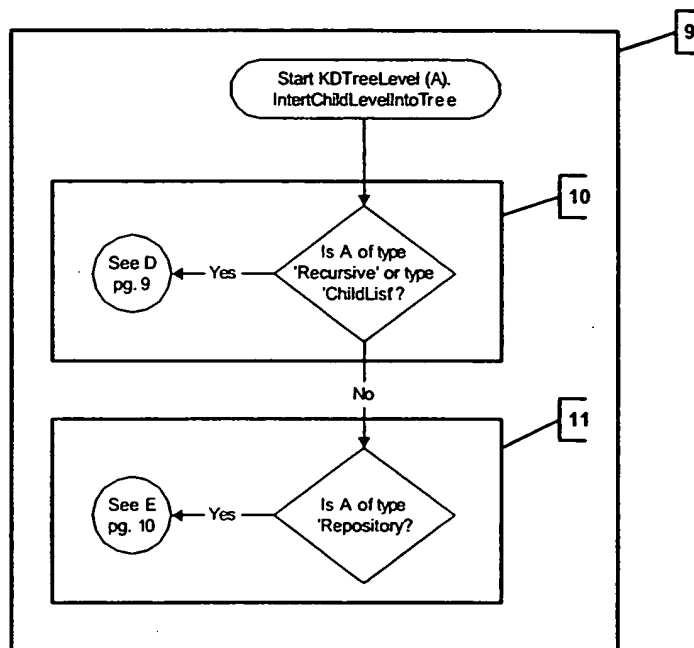 9
Start KDTreeLevel (A).
IntertChildLevelIntoTree
10
Is A of type
'Recursive' or type
'ChildList'?
Yes
See D
pg. 9
No
11
Is A of type
'Repository?
Yes
See E
pg. 10